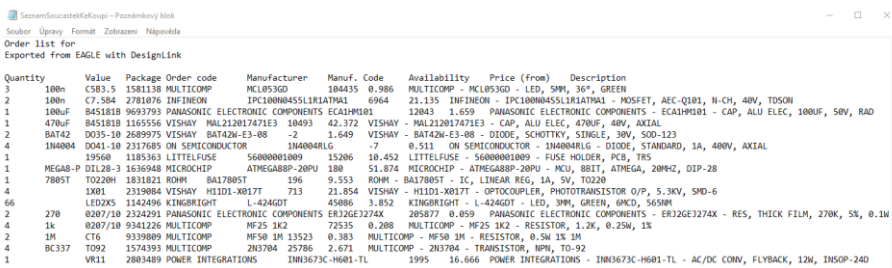 SeznamSoucastekKeKoupi – Poznámkový blok
Soubor Úpravy Formát Zobrazení Nápověda
Order list for
Exported from EAGLE with DesignLink
Quantity Value Package Order code Manufacturer Manuf. Code Availability Price (from) Description
3 100n C5B3.5 1581138 MULTICOMP MCL053GD 104435 0.986 MULTICOMP - MCL053GD - LED, 5MM, 36°, GREEN
2 100n C7.5B4 2781076 INFINEON IPC100N04S5L1R1ATMA1 6964 21.135 INFINEON - IPC100N04S5L1R1ATMA1 - MOSFET, AEC-Q101, N-CH, 40V, TDSON
1 100uF B45181B 9693793 PANASONIC ELECTRONIC COMPONENTS ECA1HM101 12043 1.659 PANASONIC ELECTRONIC COMPONENTS - ECA1HM101 - CAP, ALU ELEC, 100UF, 50V, RAD
1 470uF B41581B 1165556 VISHAY MAL212017471E3 10493 42.372 VISHAY - MAL212017471E3 - CAP, ALU ELEC, 470UF, 40V, AXIAL
2 BAT42 DO35-10 2689975 VISHAY BAT42W-E3-08 -2 1.649 VISHAY - BAT42W-E3-08 - DIODE, SCHOTTKY, SINGLE, 30V, SOD-123
4 1N4004 DO41-10 2317685 ON SEMICONDUCTOR 1N4004RLG -7 0.511 ON SEMICONDUCTOR - 1N4004RLG - DIODE, STANDARD, 1A, 400V, AXIAL
1 19560 1185363 LITTELFUSE 56000001009 15206 10.452 LITTELFUSE - 56000001009 - FUSE HOLDER, PCB, TR5
1 MEGA8-P DIL28-3 1636948 MICROCHIP ATMEGA88P-20PU 180 51.874 MICROCHIP - ATMEGA88P-20PU - MCU, 8BIT, ATMEGA, 20MHZ, DIP-28
1 7805T TO220H 1831821 ROHM BA17805T 196 9.553 ROHM - BA17805T - IC, LINEAR REG, 1A, 5V, TO220
4 1X01 2319084 VISHAY H11D1-X017T 713 21.854 VISHAY - H11D1-X017T - OPTOCOUPLER, PHOTOTRANSISTOR O/P, 5.3KV, SMD-6
66 LED2X5 1142496 KINGBRIGHT L-424GDT 45086 3.852 KINGBRIGHT - L-424GDT - LED, 3MM, GREEN, 6MCD, 565NM
2 270 0207/10 2324291 PANASONIC ELECTRONIC COMPONENTS ERJ2GEJ274X 205877 0.059 PANASONIC ELECTRONIC COMPONENTS - ERJ2GEJ274X - RES, THICK FILM, 270K, 5%, 0.1W
4 1k 0207/10 9341226 MULTICOMP MF25 1K2 72535 0.208 MULTICOMP - MF25 1K2 - RESISTOR, 1.2K, 0.25W, 1%
2 1M CT6 9339809 MULTICOMP MF50 1M 13523 0.383 MULTICOMP - MF50 1M - RESISTOR, 0.5W 1% 1M
4 BC337 TO92 1574393 MULTICOMP 2N3704 25786 2.671 MULTICOMP - 2N3704 - TRANSISTOR, NPN, TO-92
1 VR11 2803489 POWER INTEGRATIONS INN3673C-H601-TL 1995 16.666 POWER INTEGRATIONS - INN3673C-H601-TL - AC/DC CONV, FLYBACK, 12W, INSOP-24D